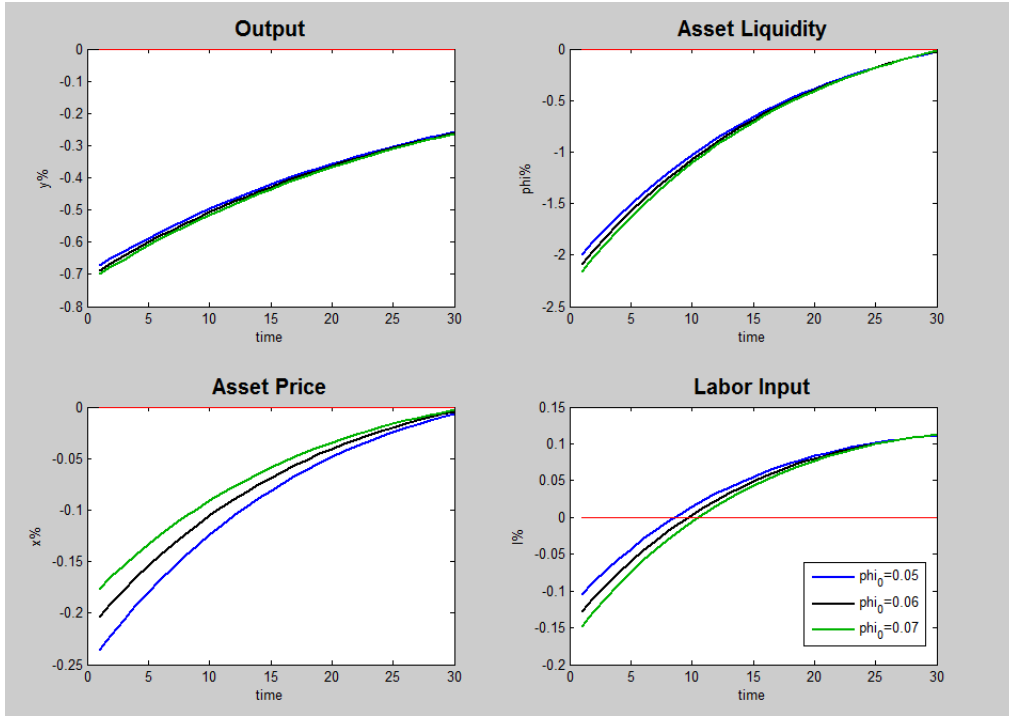 Output
0
-0.1
-0.2
-0.3
-0.4
-0.5
-0.6
-0.7
-0.8
y%
0 5 10 15 20 25 30
time
Asset Liquidity
0
-0.5
-1
-1.5
-2
-2.5
phi%
0 5 10 15 20 25 30
time
Asset Price
0
-0.05
-0.1
-0.15
-0.2
-0.25
x%
0 5 10 15 20 25 30
time
Labor Input
0.15
0.1
0.05
0
-0.05
-0.1
-0.15
-0.2
l%
0 5 10 15 20 25 30
time
phi₀=0.05
phi₀=0.06
phi₀=0.07